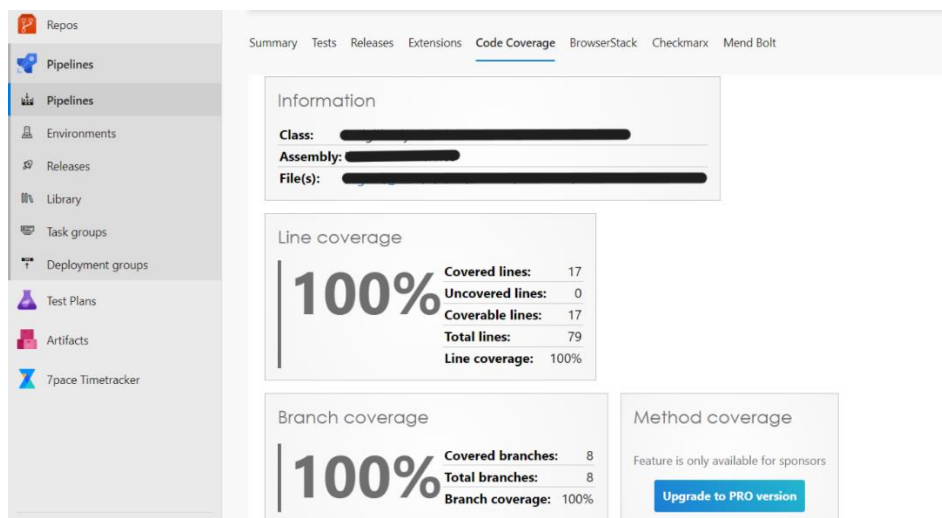 Repos
Pipelines
Pipelines
Environments
Releases
Library
Task groups
Deployment groups
Test Plans
Artifacts
7pace Timetracker
Summary Tests Releases Extensions Code Coverage BrowserStack Checkmarx Mend Bolt
Information
Class:
Assembly:
File(s):
Line coverage
100%
Covered lines: 17
Uncovered lines: 0
Coverable lines: 17
Total lines: 79
Line coverage: 100%
Branch coverage
100%
Covered branches: 8
Total branches: 8
Branch coverage: 100%
Method coverage
Feature is only available for sponsors
Upgrade to PRO version